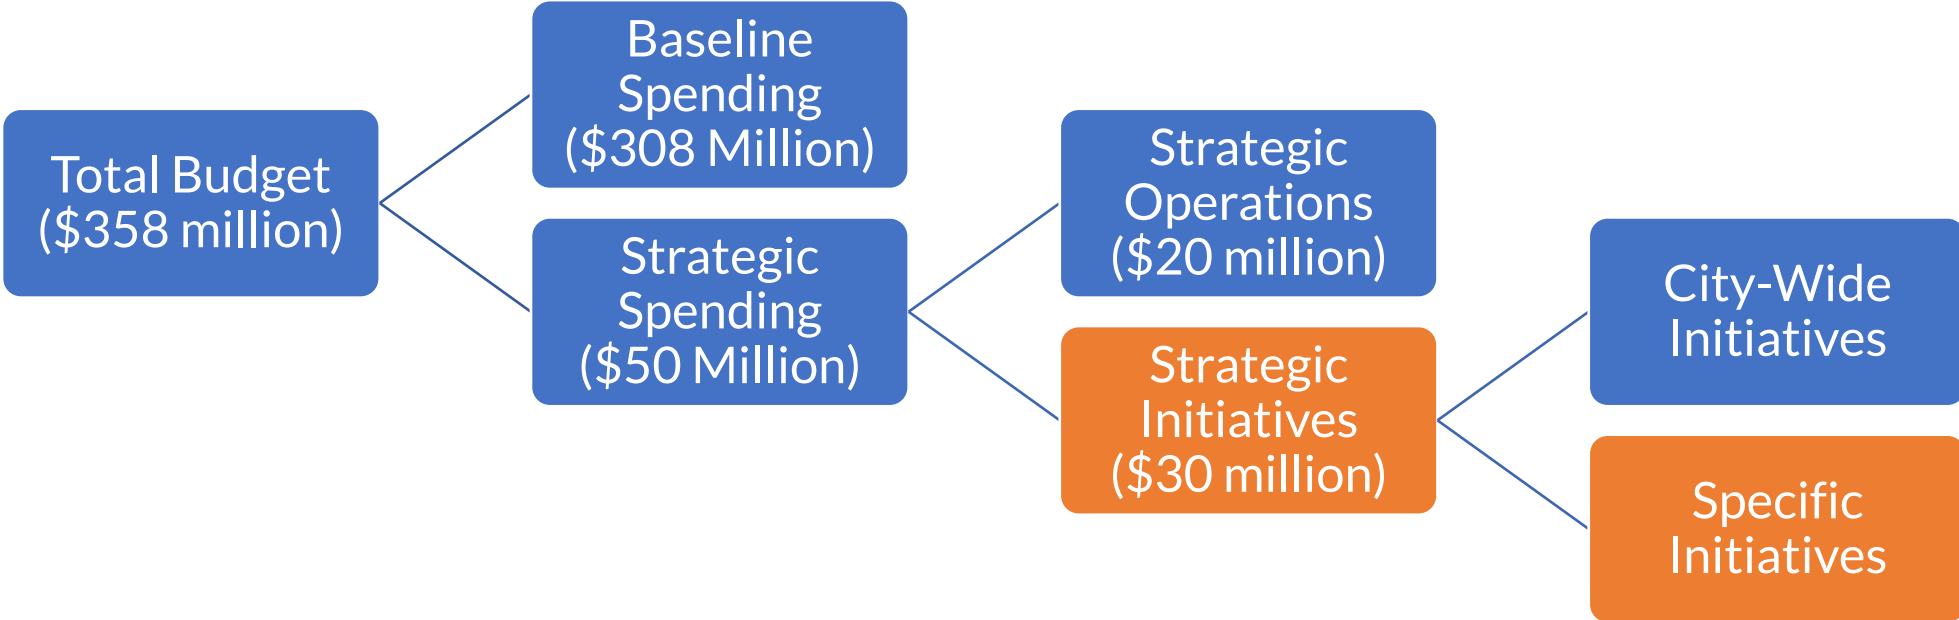 Total Budget
($358 million)
Baseline
Spending
($308 Million)
Strategic
Spending
($50 Million)
Strategic
Operations
($20 million)
Strategic
Initiatives
($30 million)
City-Wide
Initiatives
Specific
Initiatives